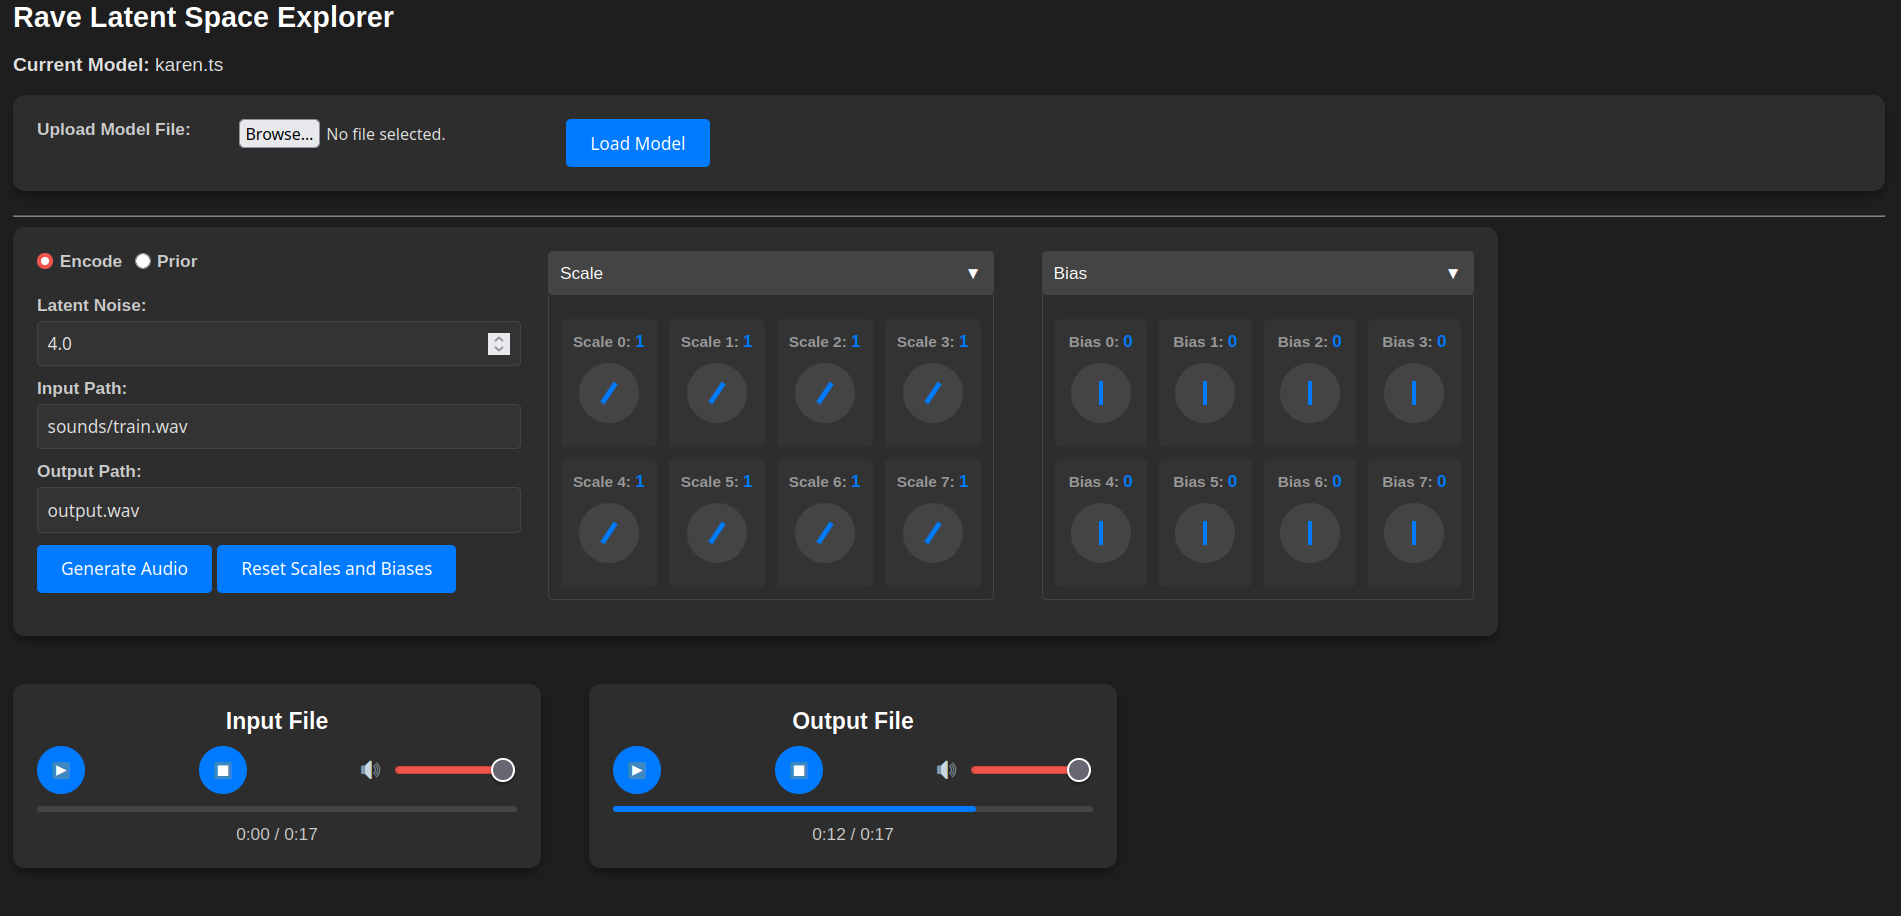 Rave Latent Space Explorer
Current Model: karen.ts
Upload Model File:
Browse... No file selected.
Load Model
Encode Prior
Latent Noise:
4.0
Input Path:
sounds/train.wav
Output Path:
output.wav
Generate Audio
Reset Scales and Biases
Scale ▼
Scale 0: 1 Scale 1: 1 Scale 2: 1 Scale 3: 1
Scale 4: 1 Scale 5: 1 Scale 6: 1 Scale 7: 1
Bias ▼
Bias 0: 0 Bias 1: 0 Bias 2: 0 Bias 3: 0
Bias 4: 0 Bias 5: 0 Bias 6: 0 Bias 7: 0
Input File
0:00 / 0:17
Output File
0:12 / 0:17